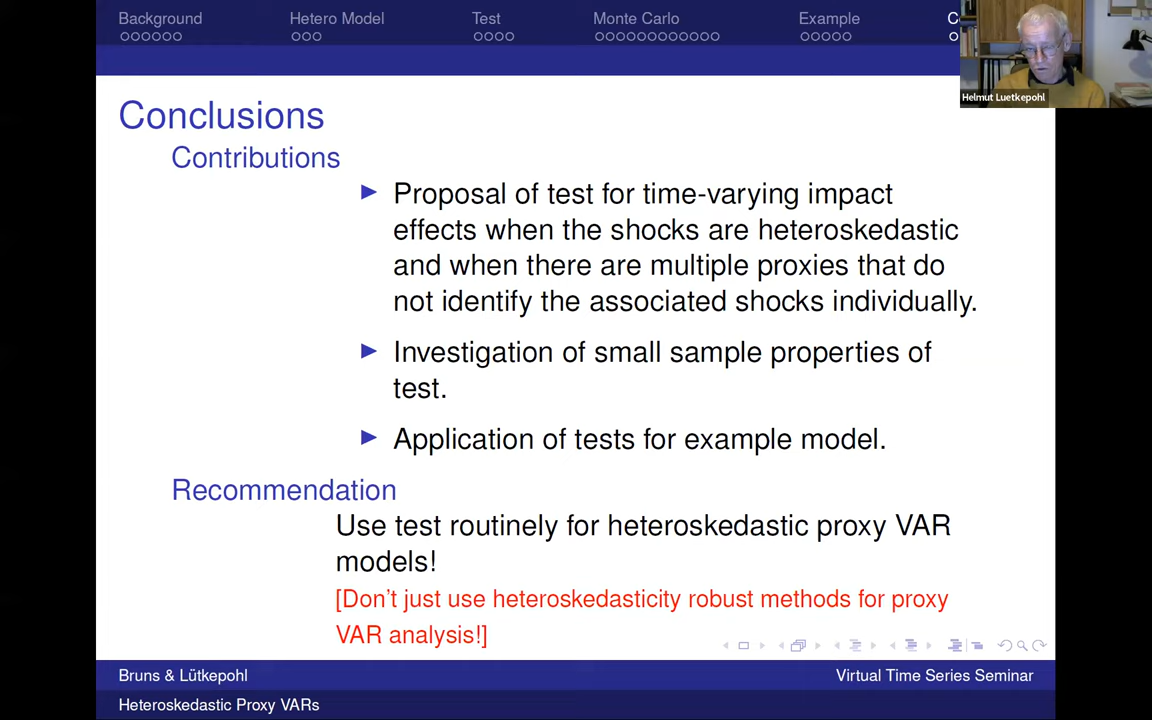 Background Hetero Model Test Monte Carlo Example C
Helmut Luetkepohl
Conclusions
Contributions
Proposal of test for time-varying impact
effects when the shocks are heteroskedastic
and when there are multiple proxies that do
not identify the associated shocks individually.
Investigation of small sample properties of
test.
Application of tests for example model.
Recommendation
Use test routinely for heteroskedastic proxy VAR
models!
[Don't just use heteroskedasticity robust methods for proxy
VAR analysis!]
Bruns & Lütkepohl Virtual Time Series Seminar
Heteroskedastic Proxy VARs